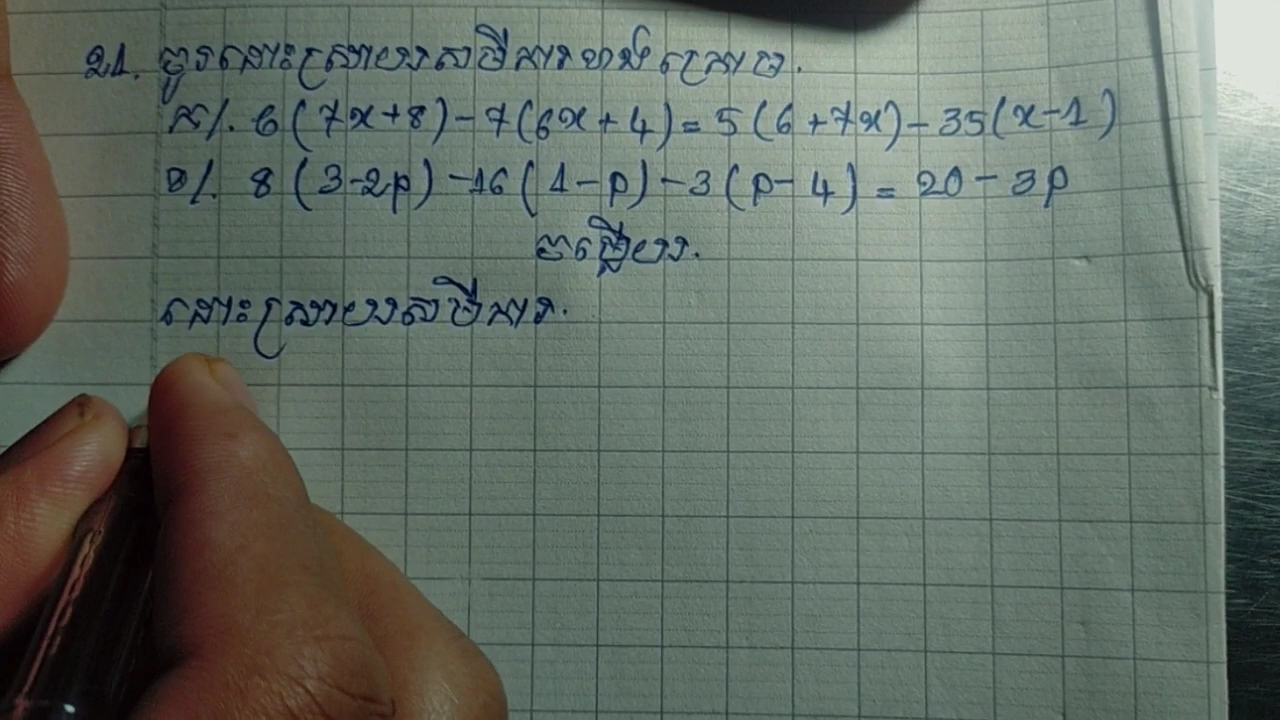 21. ចូរដោះស្រាយសមីការខាងក្រោម.
ក/. 6(7x+8)-7(6x+4)=5(6+7x)-35(x-1)
ខ/. 8(3-2p)-16(1-p)-3(p-4)=20-3p
ចម្លើយ.
ដោះស្រាយសមីការ.